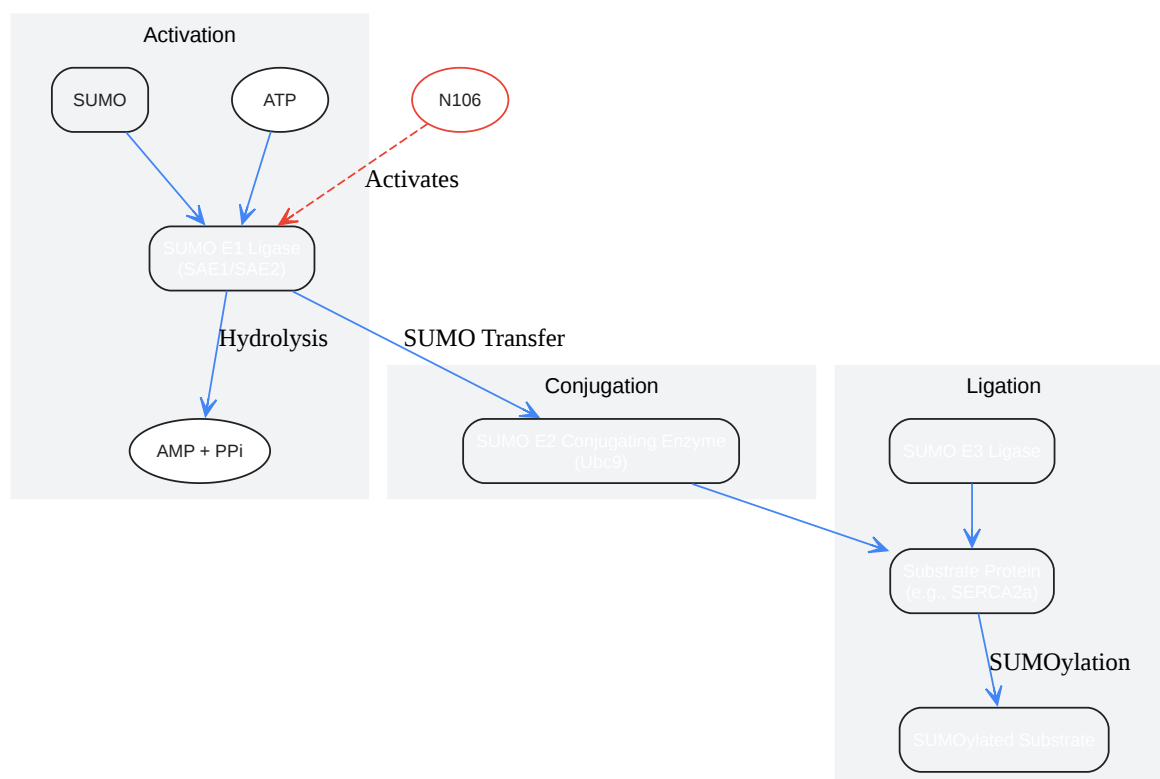 Activation
SUMO
ATP
N106
Activates
SUMO E1 Ligase
(SAE1/SAE2)
Hydrolysis
SUMO Transfer
AMP + PPi
Conjugation
SUMO E2 Conjugating Enzyme
(Ubc9)
Ligation
SUMO E3 Ligase
Substrate Protein
(e.g., SERCA2a)
SUMOylation
SUMOylated Substrate